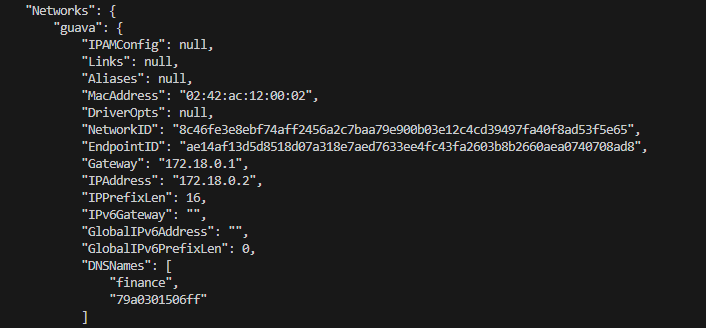 "Networks": {
"guava": {
"IPAMConfig": null,
"Links": null,
"Aliases": null,
"MacAddress": "02:42:ac:12:00:02",
"DriverOpts": null,
"NetworkID": "8c46fe3e8ebf74aff2456a2c7baa79e900b03e12c4cd39497fa40f8ad53f5e65",
"EndpointID": "ae14af13d5d8518d07a318e7aed7633ee4fc43fa2603b8b2660aea0740708ad8",
"Gateway": "172.18.0.1",
"IPAddress": "172.18.0.2",
"IPPrefixLen": 16,
"IPv6Gateway": "",
"GlobalIPv6Address": "",
"GlobalIPv6PrefixLen": 0,
"DNSNames": [
"finance",
"79a0301506ff"
]